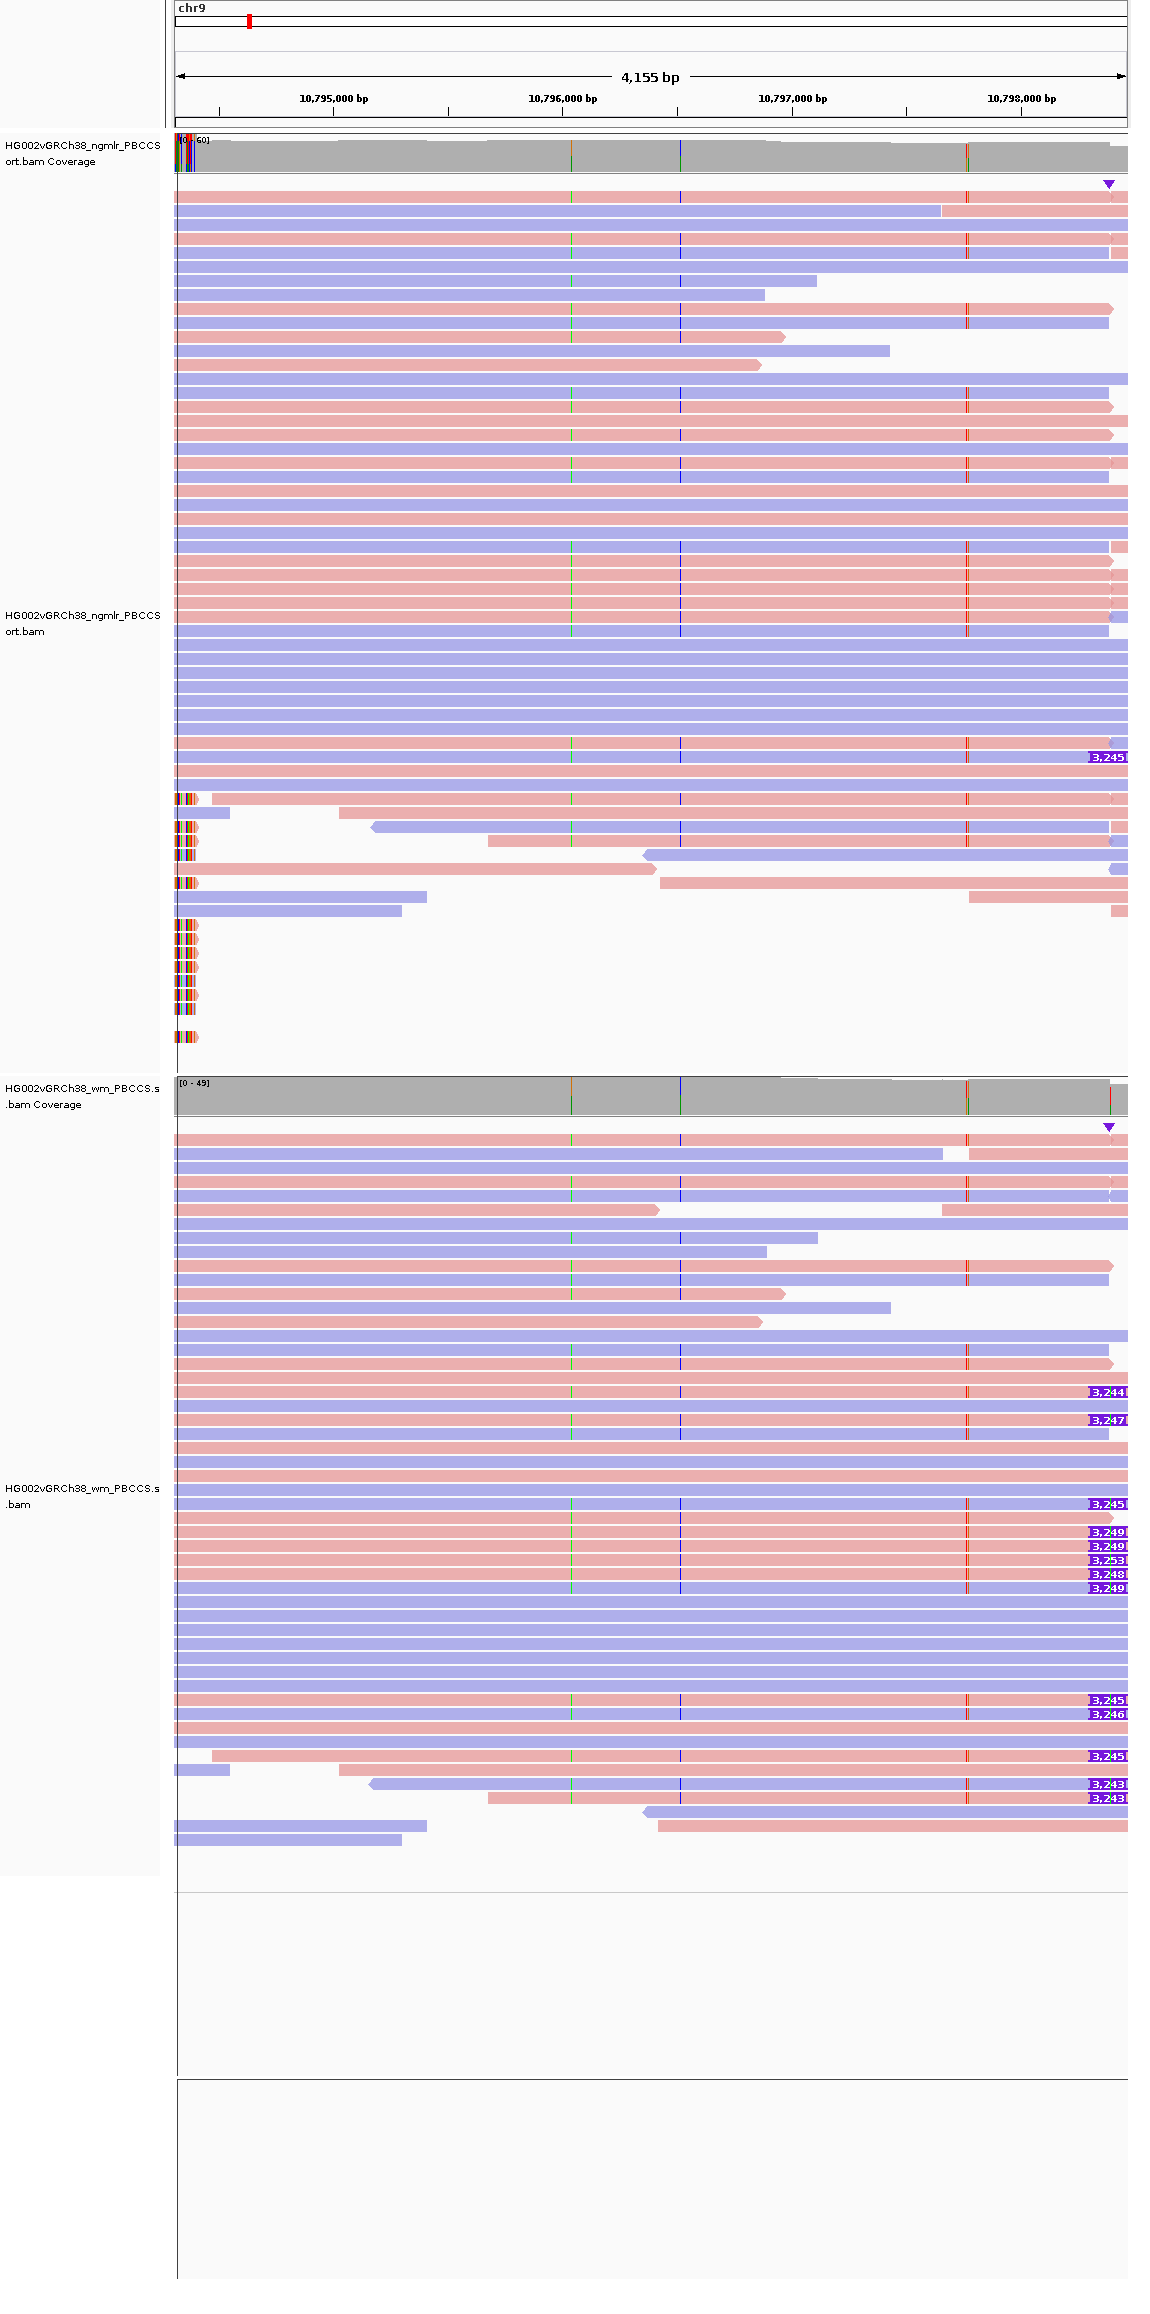 chr9
4,155 bp
10,795,000 bp 10,796,000 bp 10,797,000 bp 10,798,000 bp
HG002vGRCh38_ngmlr_PBCCS
ort.bam Coverage
[0 - 60]
HG002vGRCh38_ngmlr_PBCCS
ort.bam
3,245
HG002vGRCh38_wm_PBCCS.s
.bam Coverage
[0 - 49]
3,244
3,247
HG002vGRCh38_wm_PBCCS.s
.bam
3,245
3,249
3,249
3,253
3,248
3,249
3,245
3,246
3,245
3,243
3,243